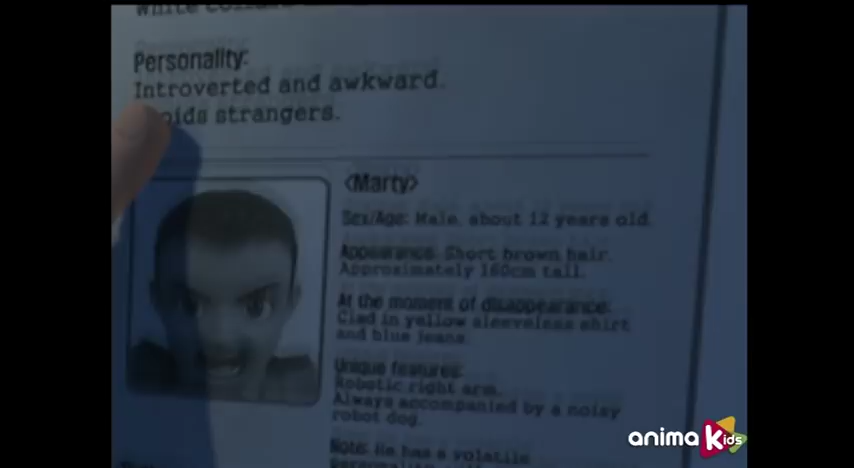 White
Personality:
Introverted and awkward.
oids strangers.
<Marty>
Sex/Age: Male, about 12 years old.
Appearance: Short brown hair.
Approximately 160cm tall.
At the moment of disappearance:
Clad in yellow sleeveless shirt
and blue jeans.
Unique features:
Robotic right arm.
Always accompanied by a noisy
robot dog.
Note: He has a volatile
anima Kids